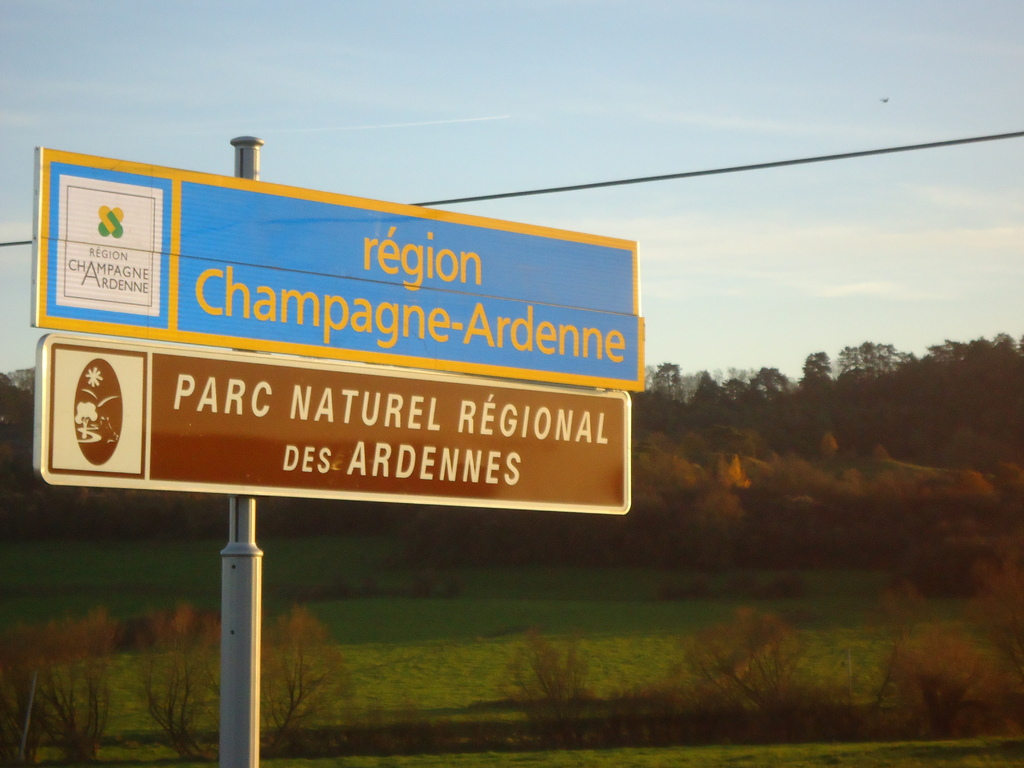 région
Champagne-Ardenne
RÉGION
CHAMPAGNE
ARDENNE
PARC NATUREL RÉGIONAL
DES ARDENNES